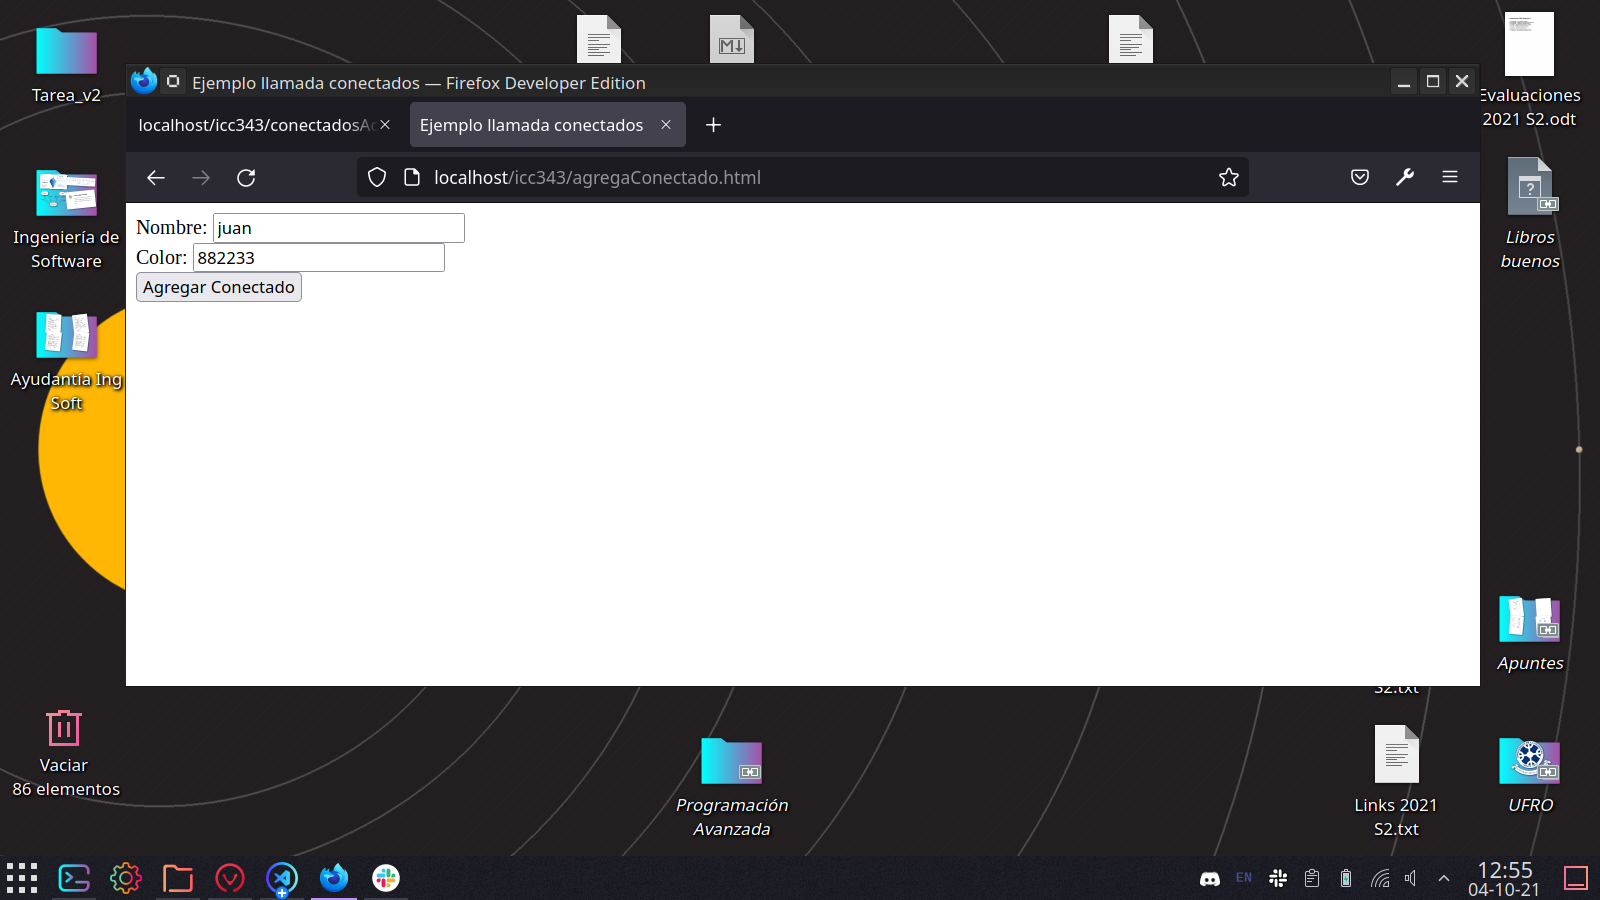 Tarea_v2
Ingeniería de
Software
Ayudantía Ing
Soft
Vaciar
86 elementos
M
Ejemplo llamada conectados — Firefox Developer Edition
localhost/icc343/conectadosAc
Ejemplo llamada conectados
localhost/icc343/agregaConectado.html
Nombre: juan
Color: 882233
Agregar Conectado
Evaluaciones
2021 S2.odt
?
Libros
buenos
Apuntes
S2.txt
Programación
Avanzada
Links 2021
S2.txt
UFRO
EN
12:55
04-10-21